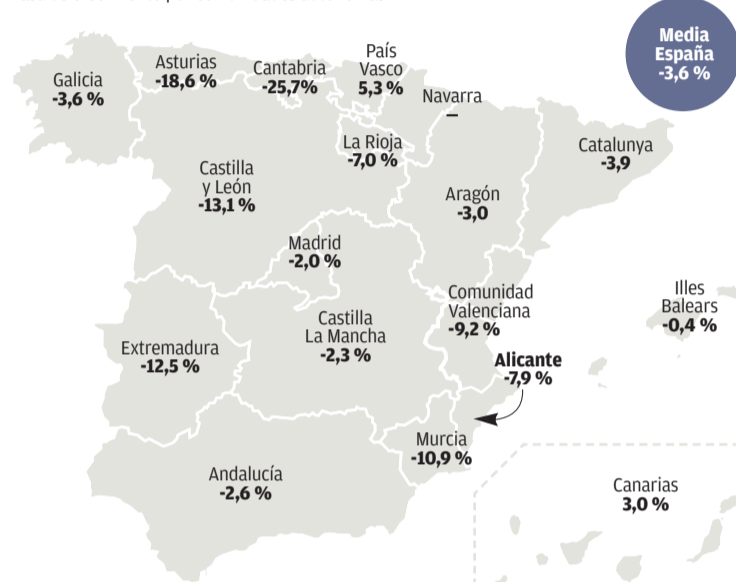 Media
España
-3,6 %
Galicia
-3,6 %
Asturias
-18,6 %
Cantabria
-25,7%
País
Vasco
5,3 %
Navarra
–
La Rioja
-7,0 %
Catalunya
-3,9
Castilla
y León
-13,1 %
Aragón
-3,0
Madrid
-2,0 %
Comunidad
Valenciana
-9,2 %
Illes
Balears
-0,4 %
Castilla
La Mancha
-2,3 %
Extremadura
-12,5 %
Alicante
-7,9 %
Murcia
-10,9 %
Andalucía
-2,6 %
Canarias
3,0 %